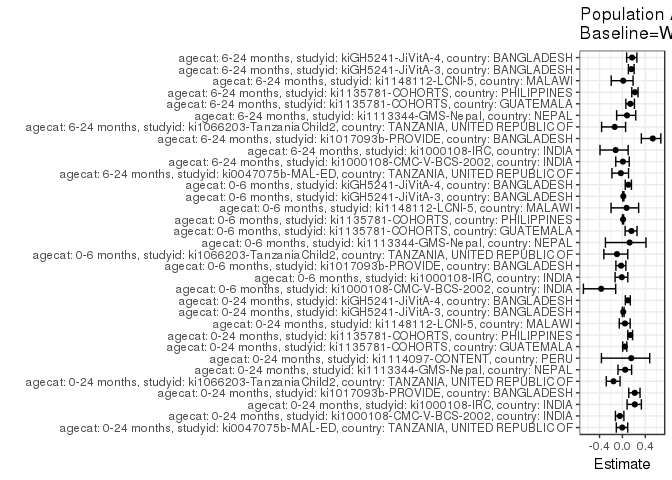 Population A
Baseline=W
agecat: 6-24 months, studyid: kiGH5241-JiVitA-4, country: BANGLADESH
agecat: 6-24 months, studyid: kiGH5241-JiVitA-3, country: BANGLADESH
agecat: 6-24 months, studyid: ki1148112-LCNI-5, country: MALAWI
agecat: 6-24 months, studyid: ki1135781-COHORTS, country: PHILIPPINES
agecat: 6-24 months, studyid: ki1135781-COHORTS, country: GUATEMALA
agecat: 6-24 months, studyid: ki1113344-GMS-Nepal, country: NEPAL
agecat: 6-24 months, studyid: ki1066203-TanzaniaChild2, country: TANZANIA, UNITED REPUBLIC OF
agecat: 6-24 months, studyid: ki1017093b-PROVIDE, country: BANGLADESH
agecat: 6-24 months, studyid: ki1000108-IRC, country: INDIA
agecat: 6-24 months, studyid: ki1000108-CMC-V-BCS-2002, country: INDIA
agecat: 6-24 months, studyid: ki0047075b-MAL-ED, country: TANZANIA, UNITED REPUBLIC OF
agecat: 0-6 months, studyid: kiGH5241-JiVitA-4, country: BANGLADESH
agecat: 0-6 months, studyid: kiGH5241-JiVitA-3, country: BANGLADESH
agecat: 0-6 months, studyid: ki1148112-LCNI-5, country: MALAWI
agecat: 0-6 months, studyid: ki1135781-COHORTS, country: PHILIPPINES
agecat: 0-6 months, studyid: ki1135781-COHORTS, country: GUATEMALA
agecat: 0-6 months, studyid: ki1113344-GMS-Nepal, country: NEPAL
agecat: 0-6 months, studyid: ki1066203-TanzaniaChild2, country: TANZANIA, UNITED REPUBLIC OF
agecat: 0-6 months, studyid: ki1017093b-PROVIDE, country: BANGLADESH
agecat: 0-6 months, studyid: ki1000108-IRC, country: INDIA
agecat: 0-6 months, studyid: ki1000108-CMC-V-BCS-2002, country: INDIA
agecat: 0-24 months, studyid: kiGH5241-JiVitA-4, country: BANGLADESH
agecat: 0-24 months, studyid: kiGH5241-JiVitA-3, country: BANGLADESH
agecat: 0-24 months, studyid: ki1148112-LCNI-5, country: MALAWI
agecat: 0-24 months, studyid: ki1135781-COHORTS, country: PHILIPPINES
agecat: 0-24 months, studyid: ki1135781-COHORTS, country: GUATEMALA
agecat: 0-24 months, studyid: ki1114097-CONTENT, country: PERU
agecat: 0-24 months, studyid: ki1113344-GMS-Nepal, country: NEPAL
agecat: 0-24 months, studyid: ki1066203-TanzaniaChild2, country: TANZANIA, UNITED REPUBLIC OF
agecat: 0-24 months, studyid: ki1017093b-PROVIDE, country: BANGLADESH
agecat: 0-24 months, studyid: ki1000108-IRC, country: INDIA
agecat: 0-24 months, studyid: ki1000108-CMC-V-BCS-2002, country: INDIA
agecat: 0-24 months, studyid: ki0047075b-MAL-ED, country: TANZANIA, UNITED REPUBLIC OF
-0.4 0.0 0.4
Estimate